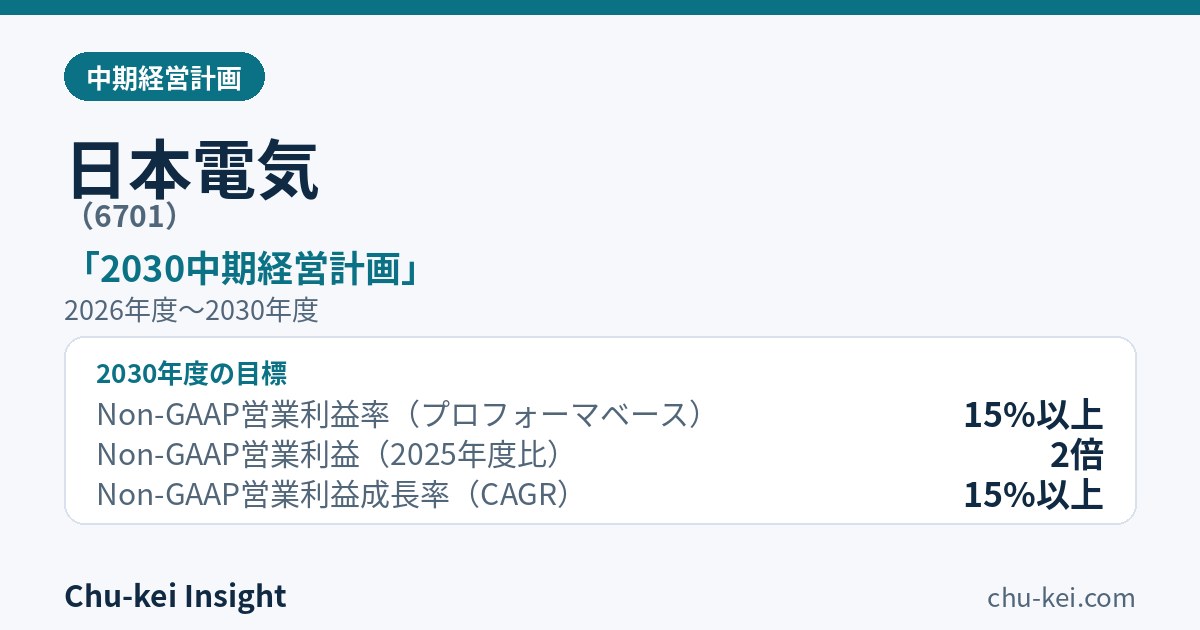 中期経営計画
日本電気
（6701）
「2030中期経営計画」
2026年度～2030年度
2030年度の目標
Non-GAAP営業利益率（プロフォーマベース） 15%以上
Non-GAAP営業利益（2025年度比） 2倍
Non-GAAP営業利益成長率（CAGR） 15%以上
Chu-kei Insight
chu-kei.com